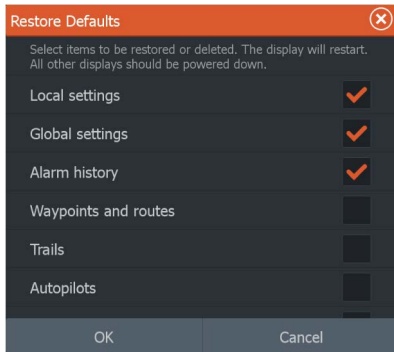 Restore Defaults
Select items to be restored or deleted. The display will restart.
All other displays should be powered down.
Local settings
Global settings
Alarm history
Waypoints and routes
Trails
Autopilots
OK
Cancel